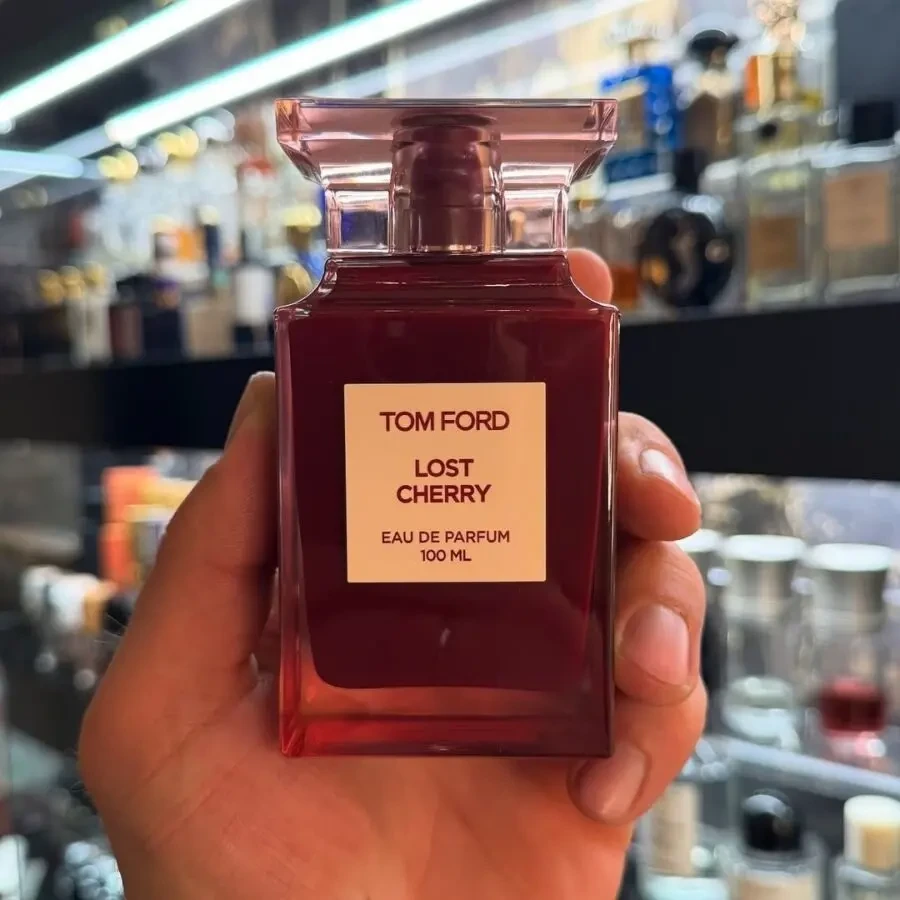 TOM FORD
LOST
CHERRY
EAU DE PARFUM
100 ML